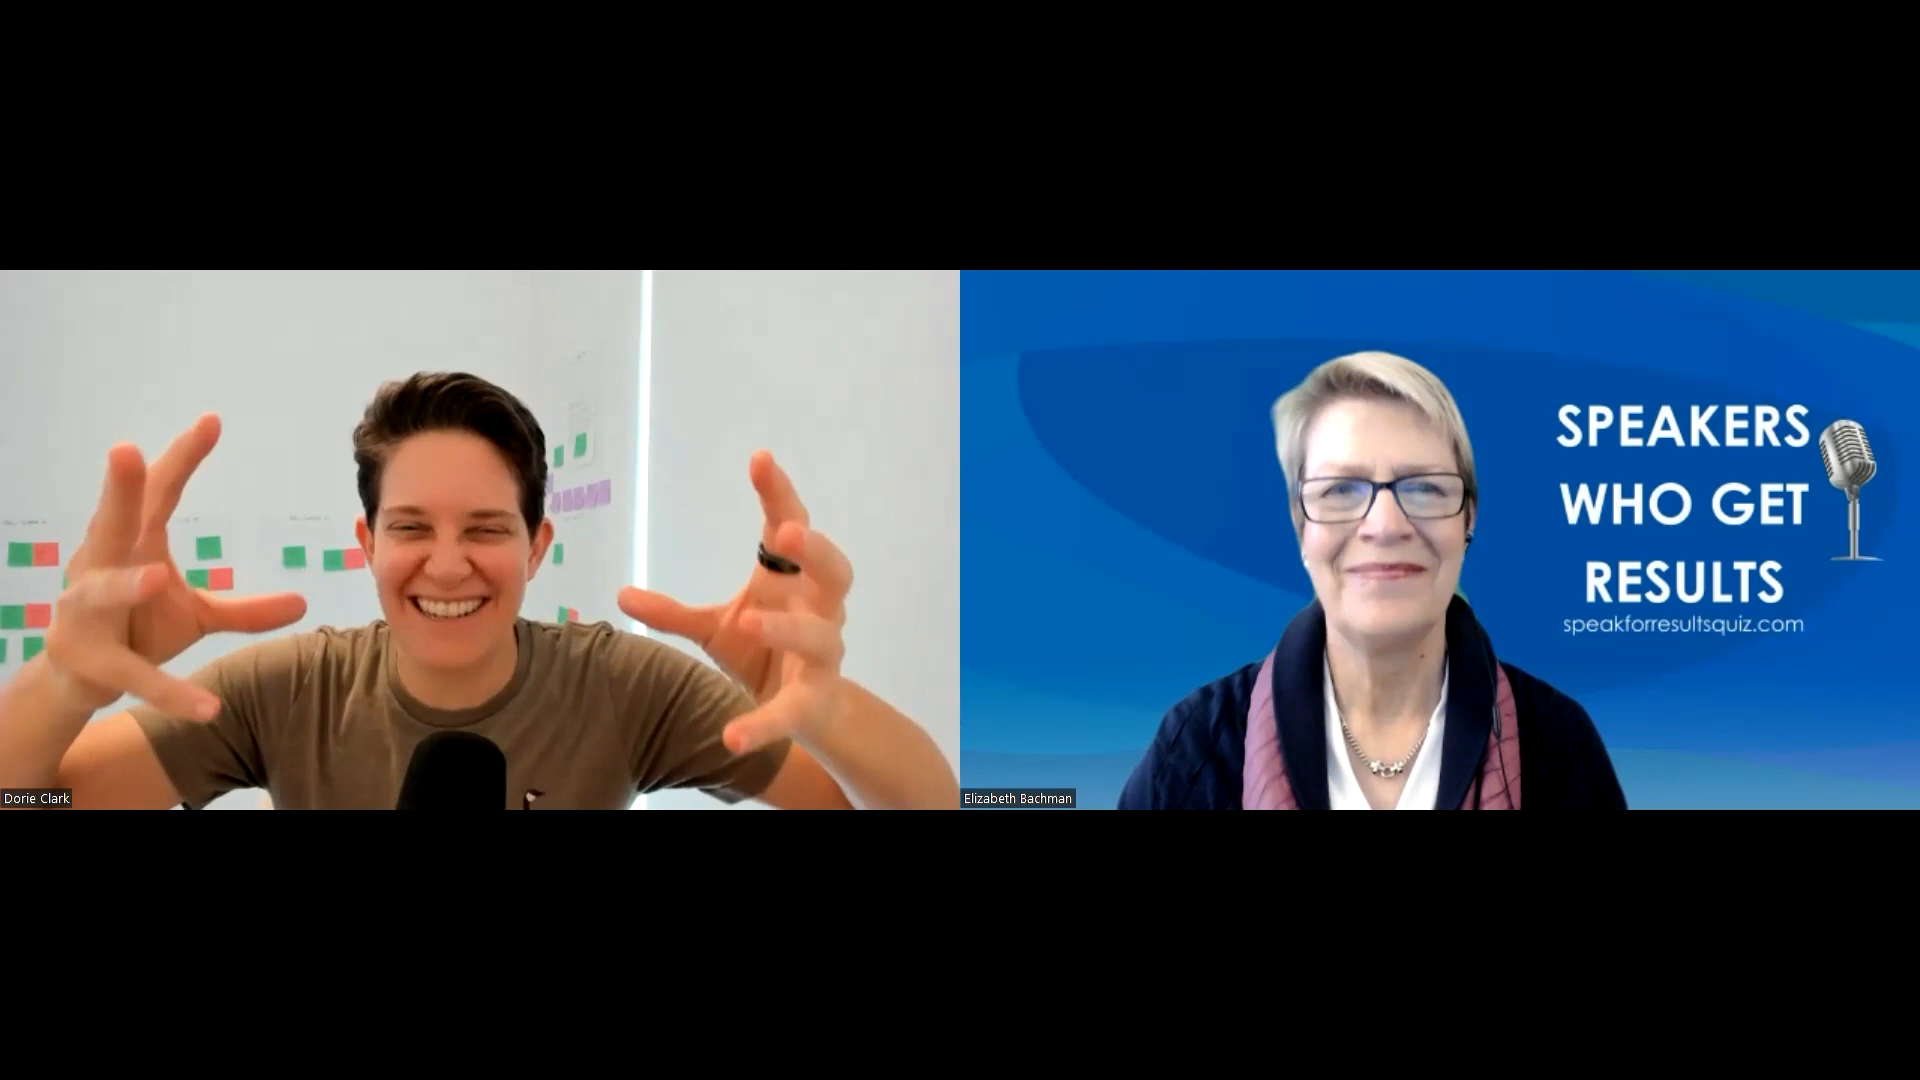 SPEAKERS
WHO GET
RESULTS
speakforresultsquiz.com
Dorie Clark
Elizabeth Bachman